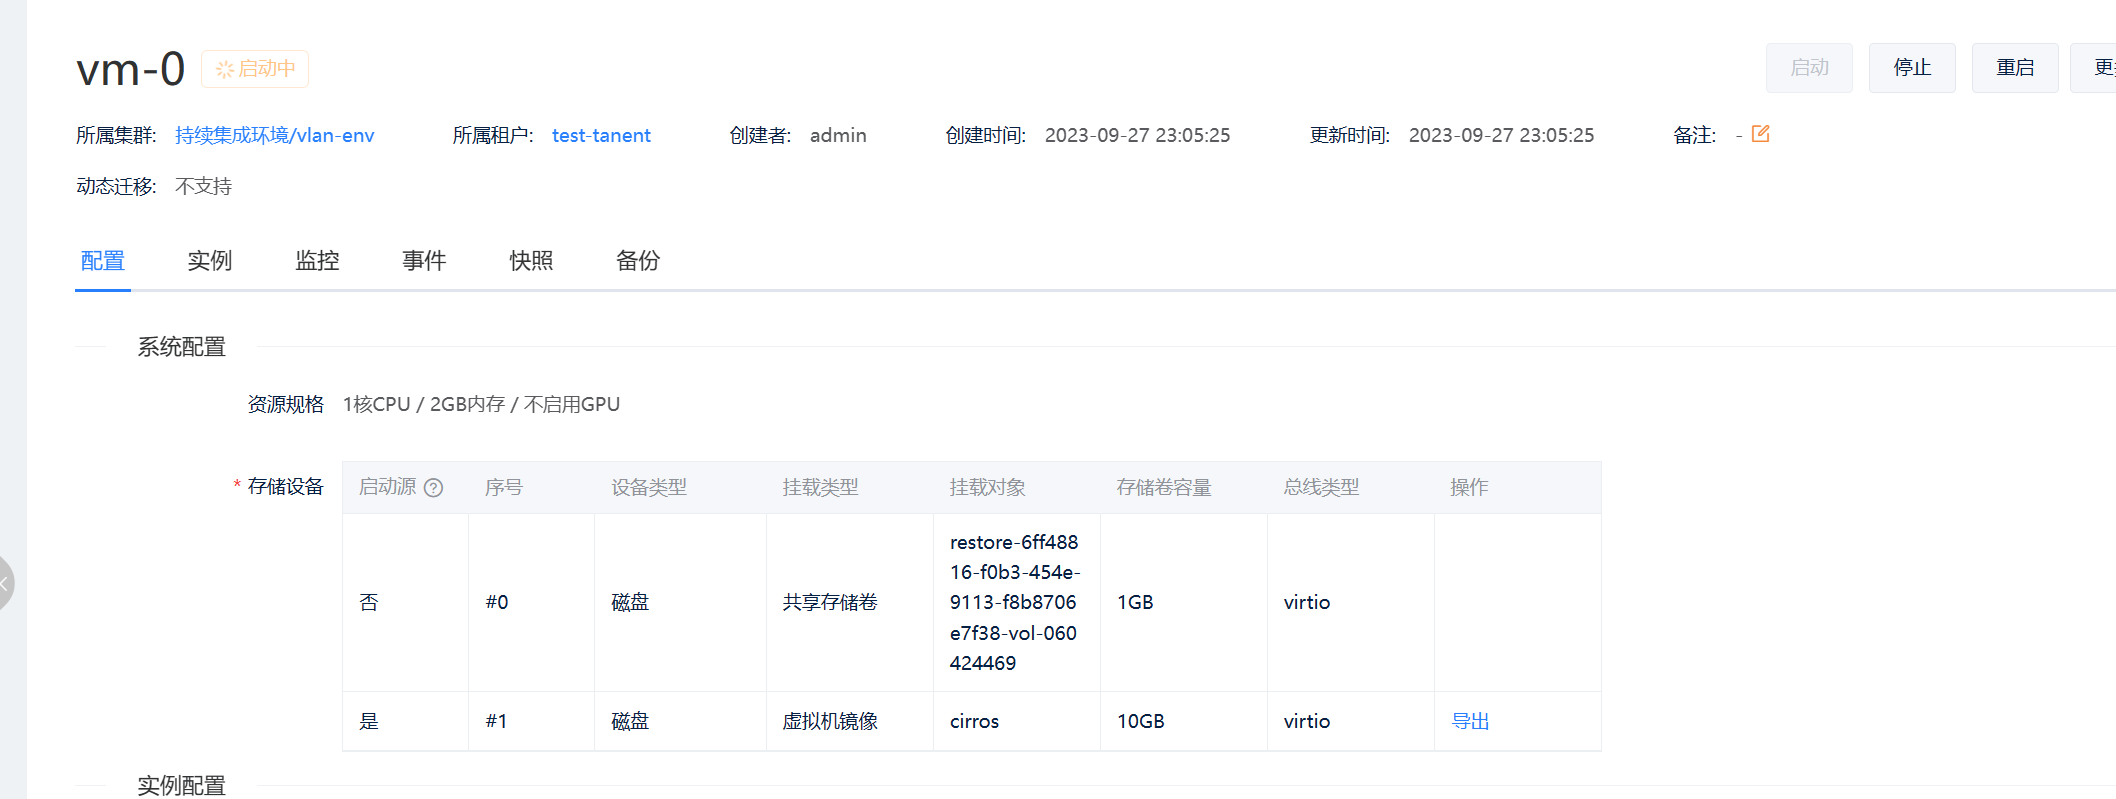 vm-0 启动中 启动 停止 重启
所属集群: 持续集成环境/vlan-env 所属租户: test-tanent 创建者: admin 创建时间: 2023-09-27 23:05:25 更新时间: 2023-09-27 23:05:25 备注: -
动态迁移: 不支持
配置 实例 监控 事件 快照 备份
系统配置
资源规格 1核CPU / 2GB内存 / 不启用GPU
* 存储设备 启动源 ? 序号 设备类型 挂载类型 挂载对象 存储卷容量 总线类型 操作
restore-6ff488
16-f0b3-454e-
否 #0 磁盘 共享存储卷 9113-f8b8706 1GB virtio
e7f38-vol-060
424469
是 #1 磁盘 虚拟机镜像 cirros 10GB virtio 导出
实例配置